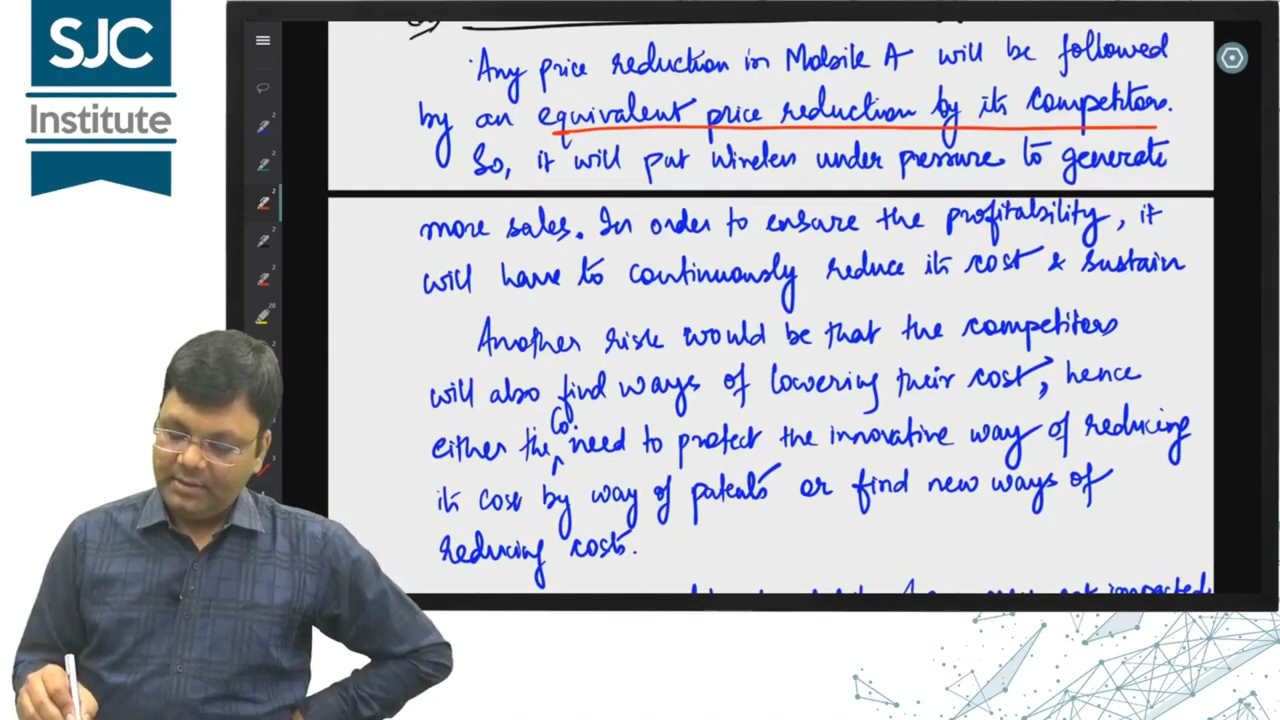 SJC
Institute
Any price reduction in Mobile A will be followed
by an equivalent price reduction by its competitors.
So, it will put Wireless under pressure to generate
more sales. In order to ensure the profitability, it
will have to continuously reduce its cost & sustain
Another risk would be that the competitors
will also find ways of lowering their cost, hence
either the Co. need to protect the innovative way of reducing
its cost by way of patents or find new ways of
reducing costs.
impacted